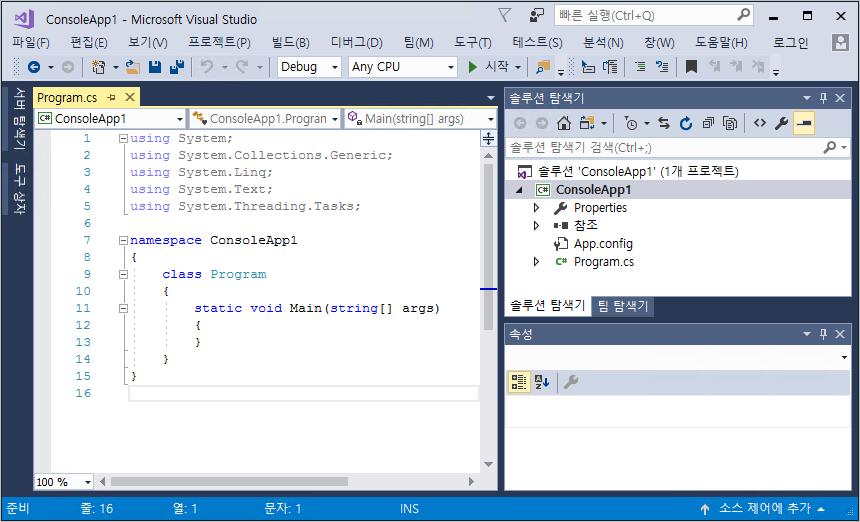 ConsoleApp1 - Microsoft Visual Studio
빠른 실행(Ctrl+Q)
파일(F) 편집(E) 보기(V) 프로젝트(P) 빌드(B) 디버그(D) 팀(M) 도구(T) 테스트(S) 분석(N) 창(W) 도움말(H) 로그인
Debug Any CPU 시작
서버 탐색기
도구 상자
Program.cs
ConsoleApp1 ConsoleApp1.Progran Main(string[] args)
1 using System;
2 using System.Collections.Generic;
3 using System.Linq;
4 using System.Text;
5 using System.Threading.Tasks;
6
7 namespace ConsoleApp1
8 {
9 class Program
10 {
11 static void Main(string[] args)
12 {
13 }
14 }
15 }
16
100 %
솔루션 탐색기
솔루션 탐색기 검색(Ctrl+;)
솔루션 'ConsoleApp1' (1개 프로젝트)
C# ConsoleApp1
Properties
참조
App.config
C# Program.cs
솔루션 탐색기 팀 탐색기
속성
준비 줄: 16 열: 1 문자: 1 INS 소스 제어에 추가